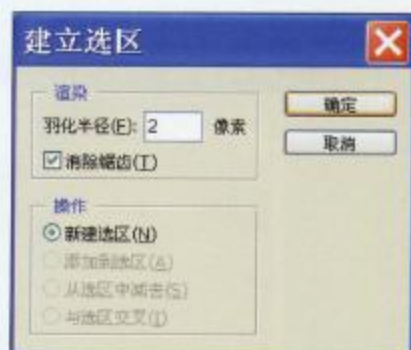 建立选区
渲染
羽化半径(F): 2 像素
确定
取消
消除锯齿(T)
操作
新建选区(N)
添加到选区(A)
从选区中减去(S)
与选区交叉(I)